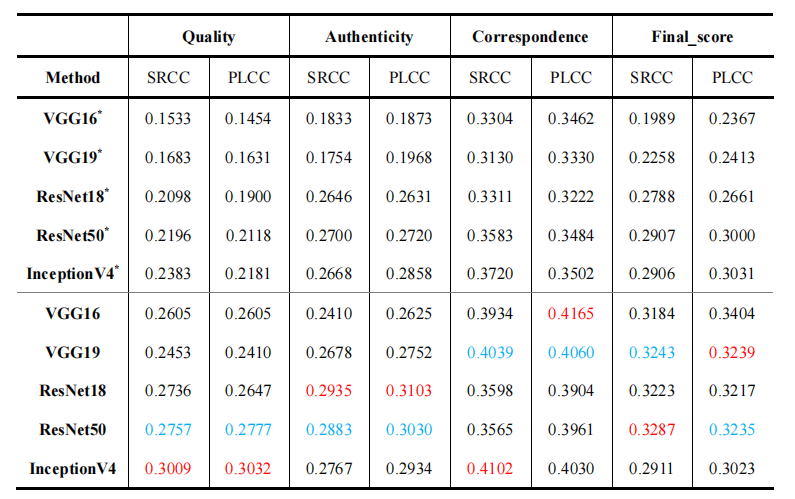 Quality Authenticity Correspondence Final_score
Method SRCC PLCC SRCC PLCC SRCC PLCC SRCC PLCC
VGG16* 0.1533 0.1454 0.1833 0.1873 0.3304 0.3462 0.1989 0.2367
VGG19* 0.1683 0.1631 0.1754 0.1968 0.3130 0.3330 0.2258 0.2413
ResNet18* 0.2098 0.1900 0.2646 0.2631 0.3311 0.3222 0.2788 0.2661
ResNet50* 0.2196 0.2118 0.2700 0.2720 0.3583 0.3484 0.2907 0.3000
InceptionV4* 0.2383 0.2181 0.2668 0.2858 0.3720 0.3502 0.2906 0.3031
VGG16 0.2605 0.2605 0.2410 0.2625 0.3934 0.4165 0.3184 0.3404
VGG19 0.2453 0.2410 0.2678 0.2752 0.4039 0.4060 0.3243 0.3239
ResNet18 0.2736 0.2647 0.2935 0.3103 0.3598 0.3904 0.3223 0.3217
ResNet50 0.2757 0.2777 0.2883 0.3030 0.3565 0.3961 0.3287 0.3235
InceptionV4 0.3009 0.3032 0.2767 0.2934 0.4102 0.4030 0.2911 0.3023